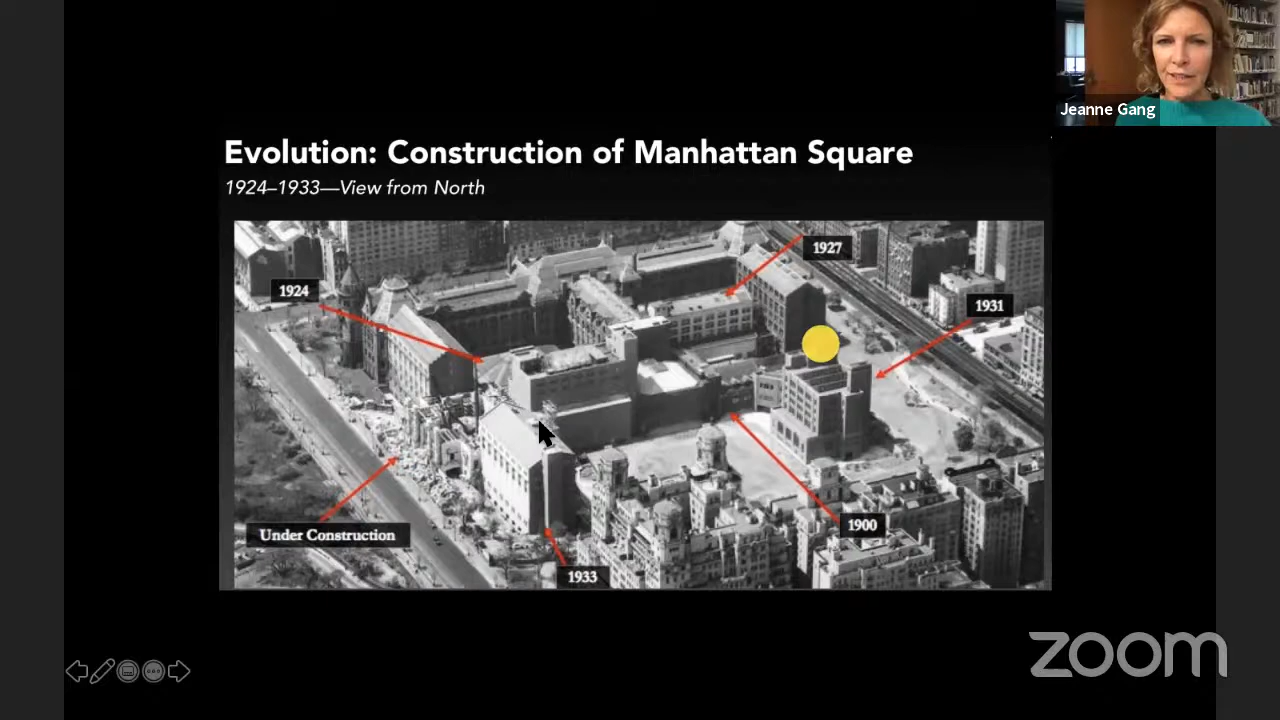 Jeanne Gang
Evolution: Construction of Manhattan Square
1924–1933—View from North
1927
1924
1931
1900
Under Construction
1933
zoom